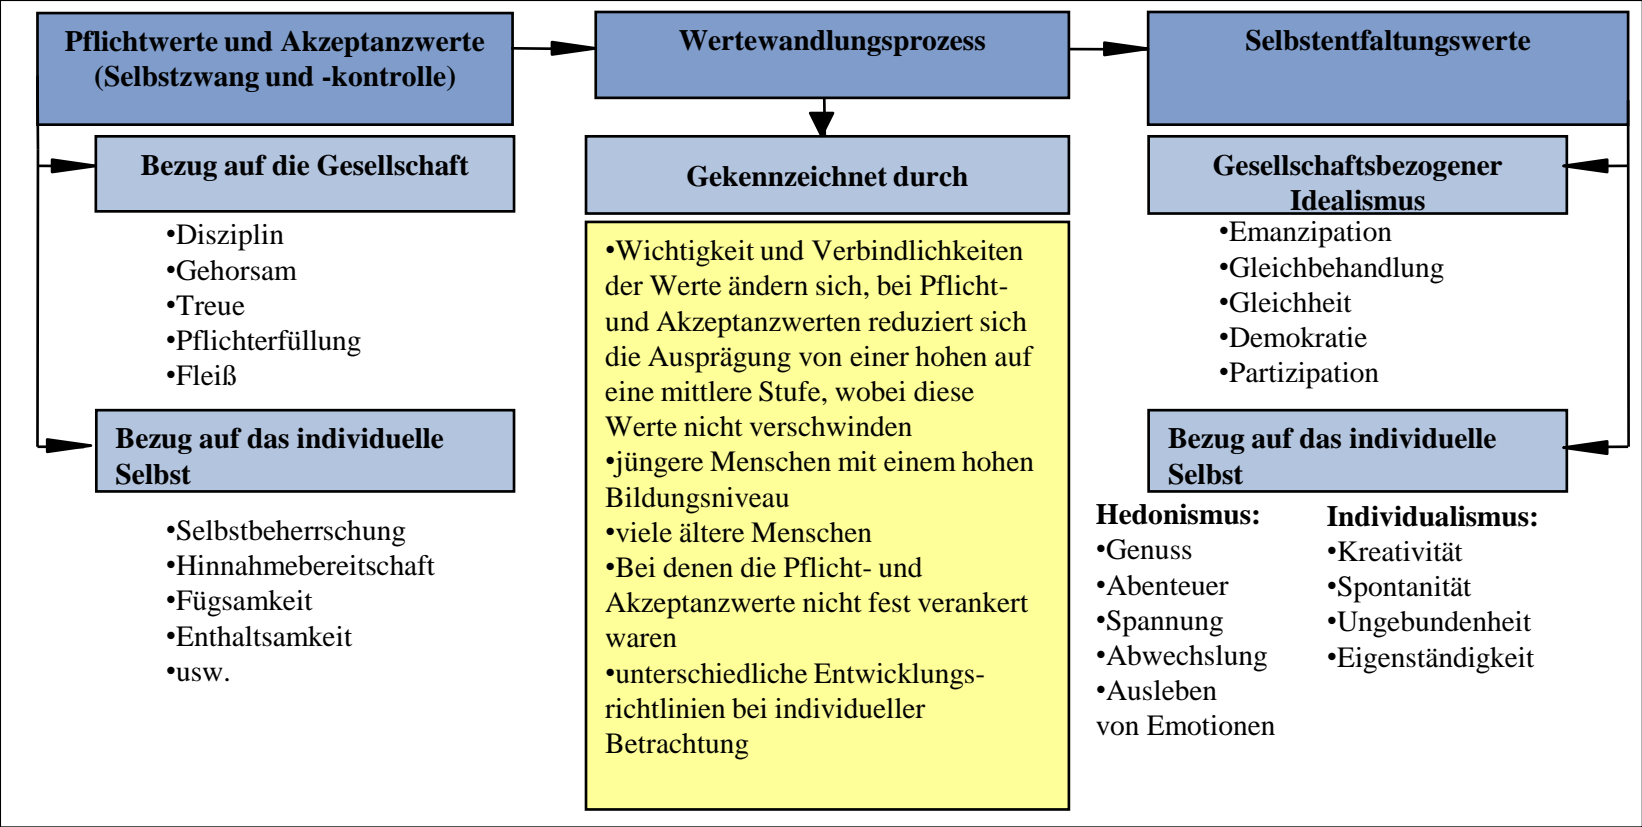 Pflichtwerte und Akzeptanzwerte
(Selbstzwang und -kontrolle)
Wertewandlungsprozess
Selbstentfaltungswerte
Bezug auf die Gesellschaft
•Disziplin
•Gehorsam
•Treue
•Pflichterfüllung
•Fleiß
Bezug auf das individuelle
Selbst
•Selbstbeherrschung
•Hinnahmebereitschaft
•Fügsamkeit
•Enthaltsamkeit
•usw.
Gekennzeichnet durch
•Wichtigkeit und Verbindlichkeiten
der Werte ändern sich, bei Pflicht-
und Akzeptanzwerten reduziert sich
die Ausprägung von einer hohen auf
eine mittlere Stufe, wobei diese
Werte nicht verschwinden
•jüngere Menschen mit einem hohen
Bildungsniveau
•viele ältere Menschen
•Bei denen die Pflicht- und
Akzeptanzwerte nicht fest verankert
waren
•unterschiedliche Entwicklungs-
richtlinien bei individueller
Betrachtung
Gesellschaftsbezogener
Idealismus
•Emanzipation
•Gleichbehandlung
•Gleichheit
•Demokratie
•Partizipation
Bezug auf das individuelle
Selbst
Hedonismus:
•Genuss
•Abenteuer
•Spannung
•Abwechslung
•Ausleben
von Emotionen
Individualismus:
•Kreativität
•Spontanität
•Ungebundenheit
•Eigenständigkeit